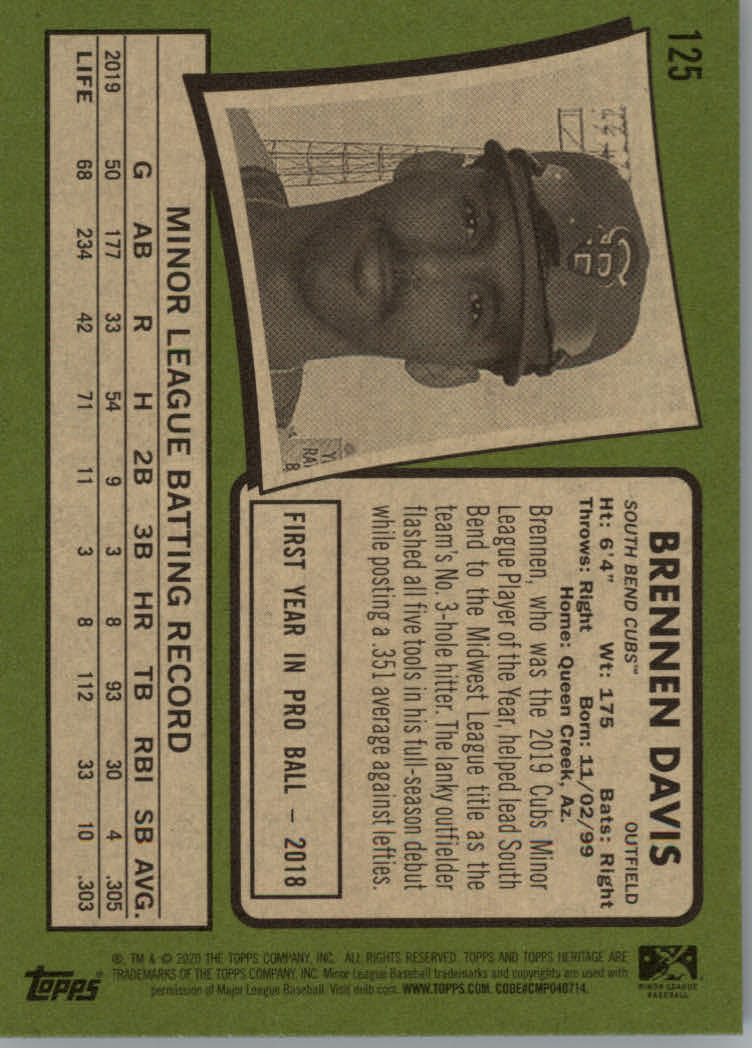 125
BRENNEN DAVIS
SOUTH BEND CUBS™ OUTFIELD
Ht: 6'4" Wt: 175 Bats: Right
Throws: Right Born: 11/02/99
Home: Queen Creek, Az.
Brennen, who was the 2019 Cubs Minor
League Player of the Year, helped lead South
Bend to the Midwest League title as the
team's No. 3-hole hitter. The lanky outfielder
flashed all five tools in his full-season debut
while posting a .351 average against lefties.
FIRST YEAR IN PRO BALL – 2018
MINOR LEAGUE BATTING RECORD
G AB R H 2B 3B HR TB RBI SB AVG.
2019 50 177 33 54 9 3 8 93 30 4 .305
LIFE 68 234 42 71 11 3 8 112 33 10 .303
MINOR LEAGUE
BASEBALL™
®, TM & © 2020 THE TOPPS COMPANY, INC. ALL RIGHTS RESERVED. TOPPS AND TOPPS HERITAGE ARE
TRADEMARKS OF THE TOPPS COMPANY, INC. Minor League Baseball trademarks and copyrights are used with
permission of Major League Baseball. Visit milb.com. WWW.TOPPS.COM. CODE#CMP040714.
topps®